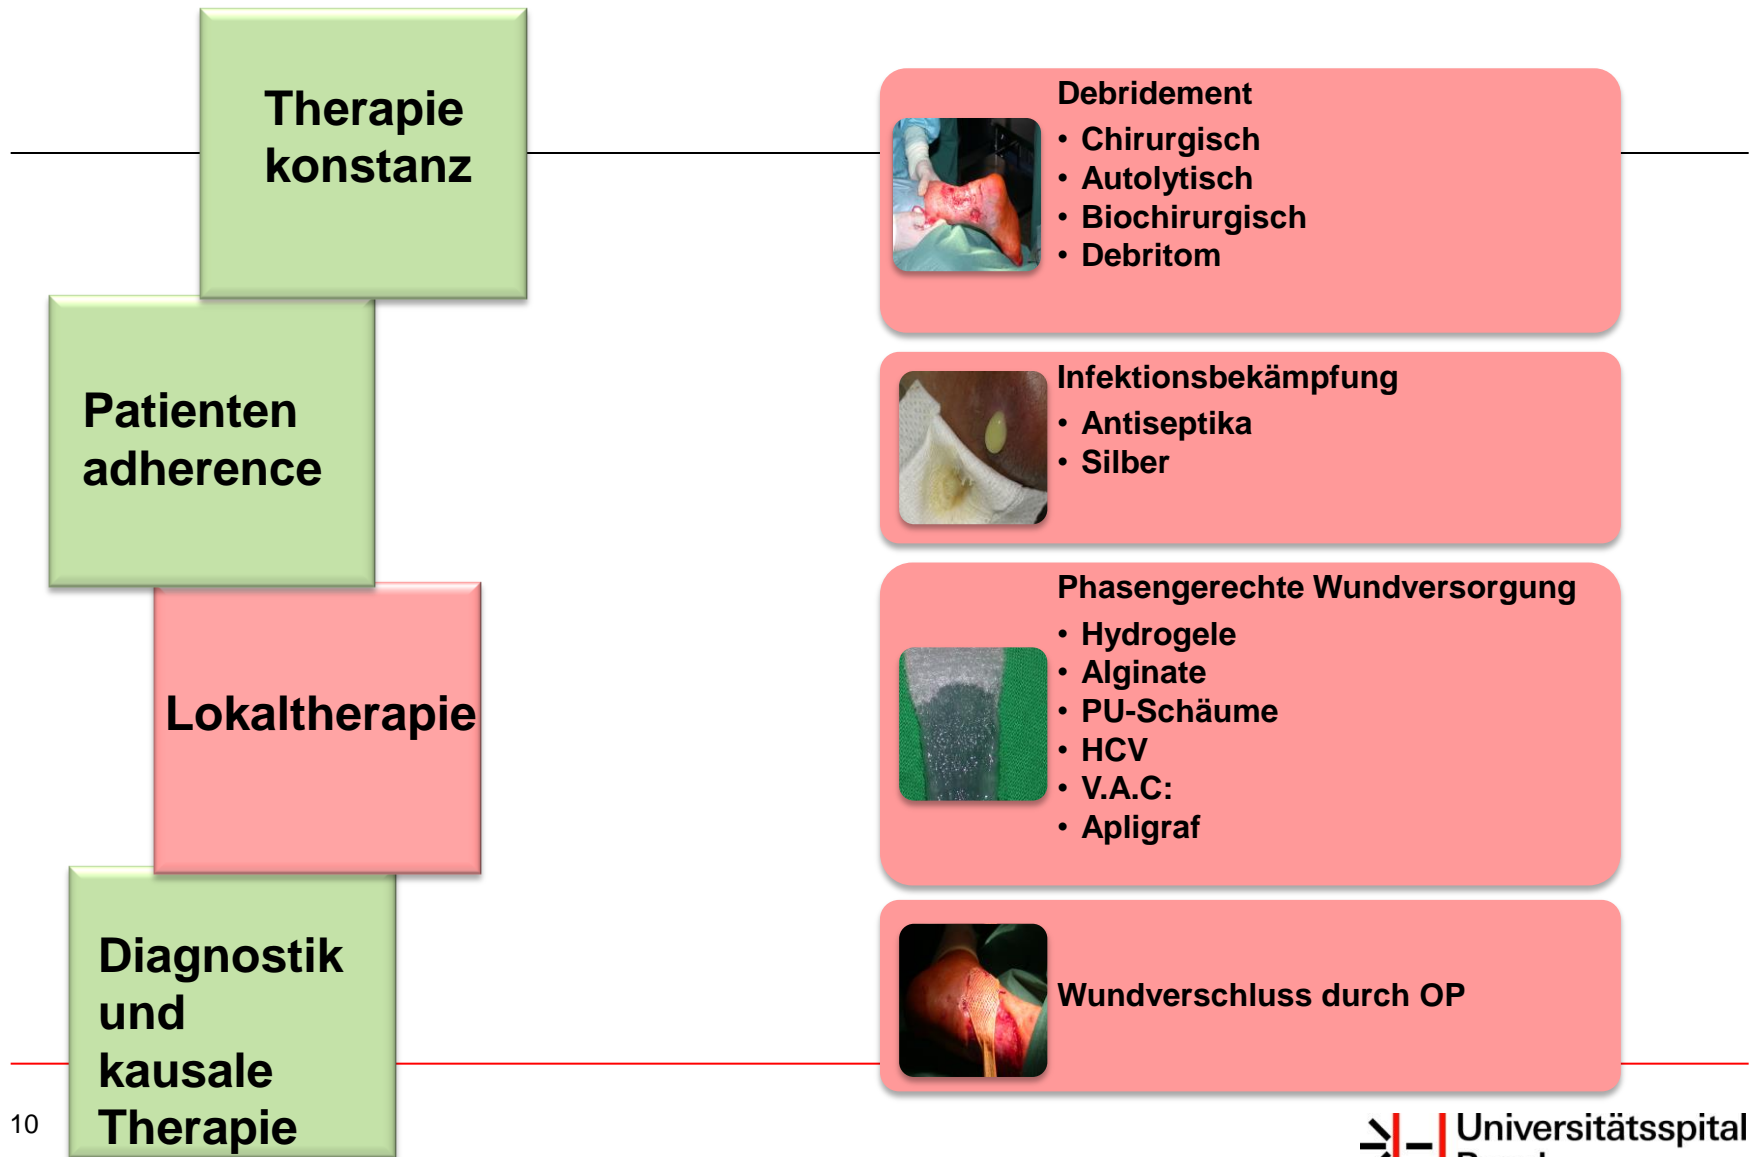 Therapie
konstanz
Patienten
adherence
Lokaltherapie
Diagnostik
und
kausale
Therapie
Debridement
• Chirurgisch
• Autolytisch
• Biochirurgisch
• Debritom
Infektionsbekämpfung
• Antiseptika
• Silber
Phasengerechte Wundversorgung
• Hydrogele
• Alginate
• PU-Schäume
• HCV
• V.A.C:
• Apligraf
Wundverschluss durch OP
10
Universitätsspital